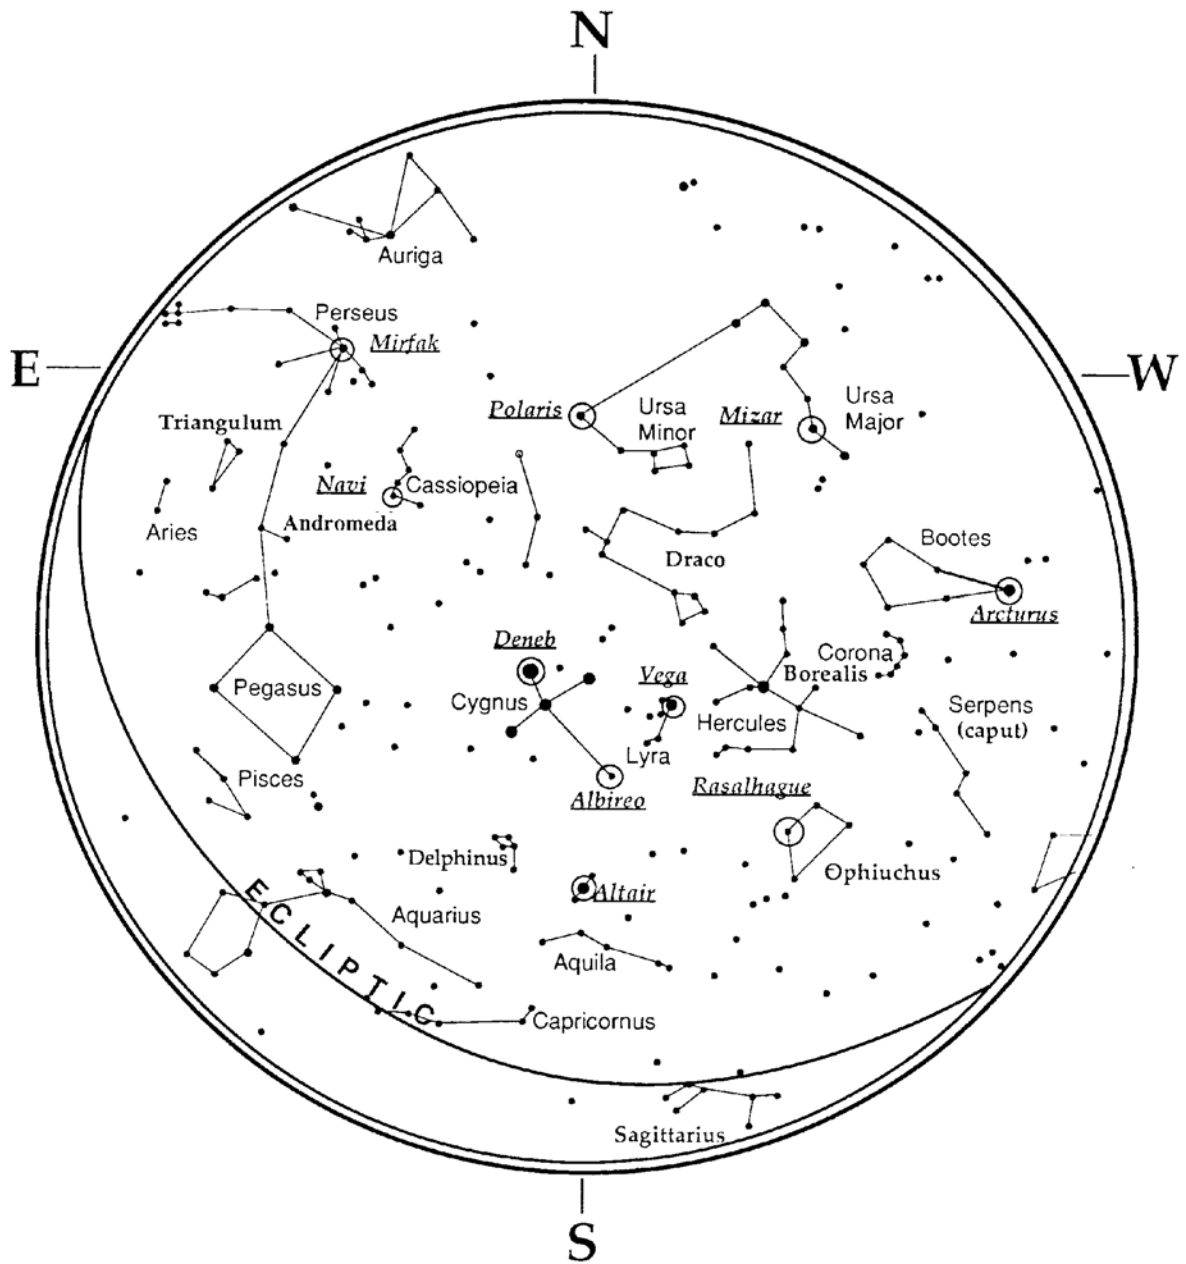 N
Auriga
Perseus
Mirfak
E
W
Polaris
Ursa
Minor
Mizar
Ursa
Major
Triangulum
Navi
Cassiopeia
Aries
Andromeda
Draco
Bootes
Arcturus
Deneb
Vega
Corona
Borealis
Pegasus
Cygnus
Hercules
Serpens
(caput)
Lyra
Pisces
Albireo
Rasalhague
Delphinus
Ophiuchus
Altair
Aquarius
ECLIPTIC
Aquila
Capricornus
Sagittarius
S